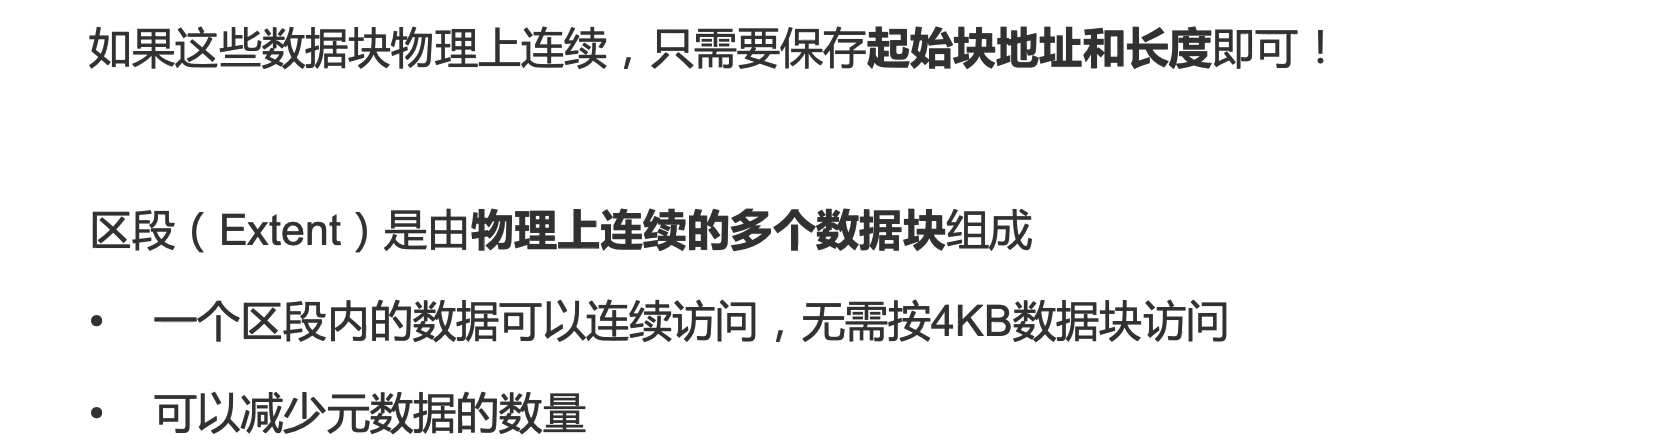 如果这些数据块物理上连续，只需要保存起始块地址和长度即可！
区段（Extent）是由物理上连续的多个数据块组成
• 一个区段内的数据可以连续访问，无需按4KB数据块访问
• 可以减少元数据的数量